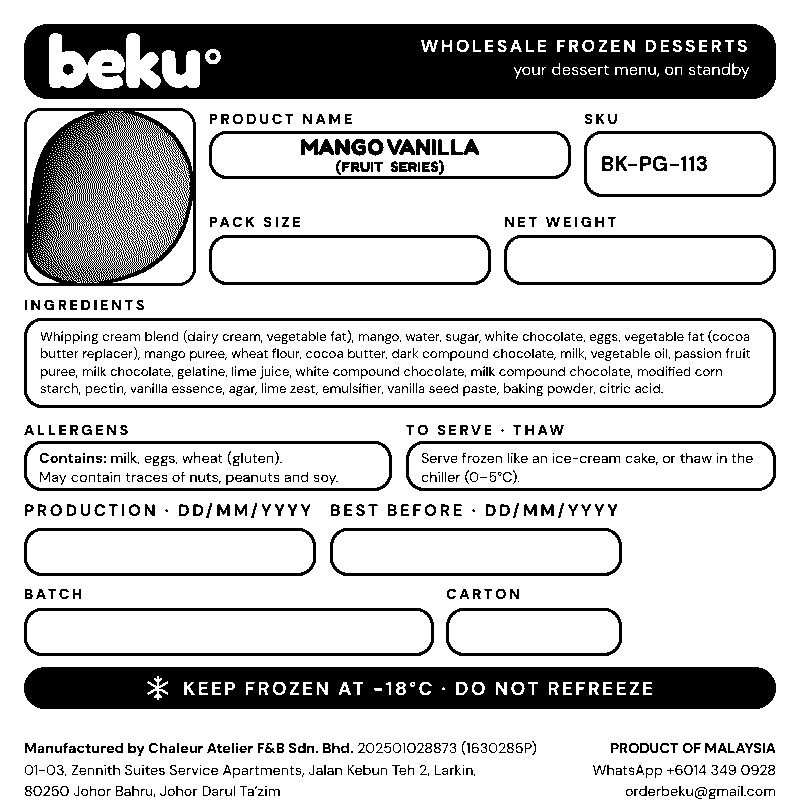 beku°
WHOLESALE FROZEN DESSERTS
your dessert menu, on standby
PRODUCT NAME
MANGO VANILLA
(FRUIT SERIES)
SKU
BK-PG-113
PACK SIZE
NET WEIGHT
INGREDIENTS
Whipping cream blend (dairy cream, vegetable fat), mango, water, sugar, white chocolate, eggs, vegetable fat (cocoa
butter replacer), mango puree, wheat flour, cocoa butter, dark compound chocolate, milk, vegetable oil, passion fruit
puree, milk chocolate, gelatine, lime juice, white compound chocolate, milk compound chocolate, modified corn
starch, pectin, vanilla essence, agar, lime zest, emulsifier, vanilla seed paste, baking powder, citric acid.
ALLERGENS
Contains: milk, eggs, wheat (gluten).
May contain traces of nuts, peanuts and soy.
TO SERVE · THAW
Serve frozen like an ice-cream cake, or thaw in the
chiller (0–5°C).
PRODUCTION · DD/MM/YYYY
BEST BEFORE · DD/MM/YYYY
BATCH
CARTON
KEEP FROZEN AT -18°C · DO NOT REFREEZE
Manufactured by Chaleur Atelier F&B Sdn. Bhd. 202501028873 (1630286P)
01-03, Zennith Suites Service Apartments, Jalan Kebun Teh 2, Larkin,
80250 Johor Bahru, Johor Darul Ta'zim
PRODUCT OF MALAYSIA
WhatsApp +6014 349 0928
orderbeku@gmail.com